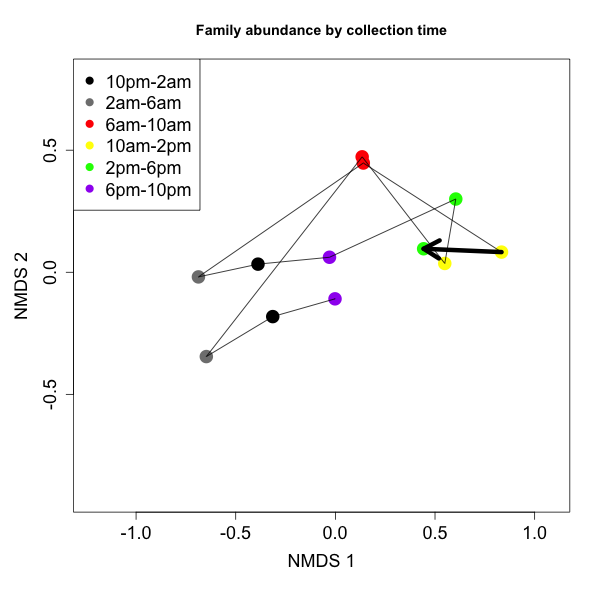 Family abundance by collection time
10pm-2am
2am-6am
6am-10am
10am-2pm
2pm-6pm
6pm-10pm
0.5
0.0
-0.5
NMDS 2
-1.0 -0.5 0.0 0.5 1.0
NMDS 1